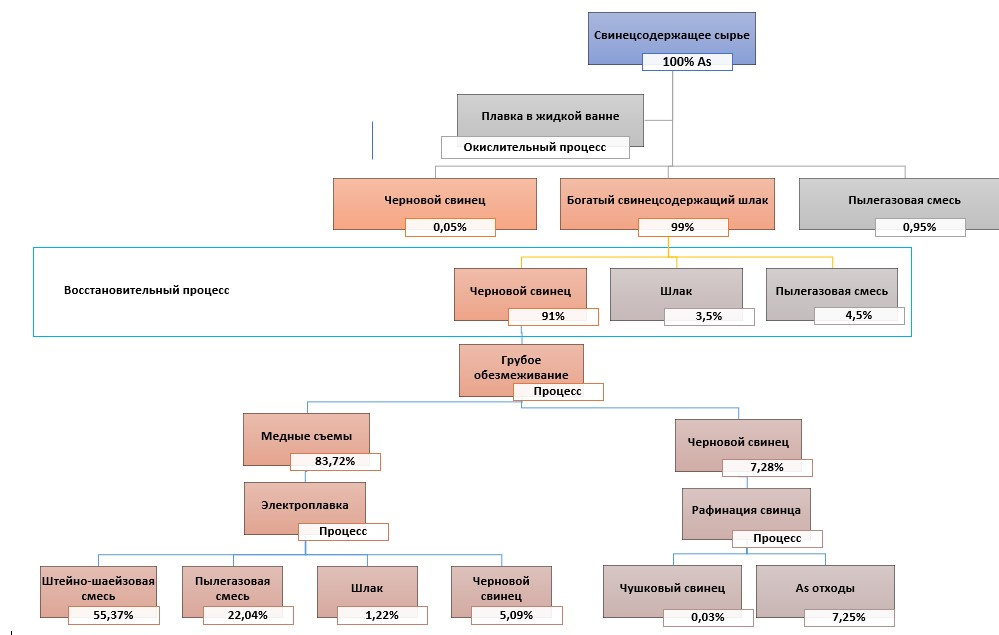 Свинецсодержащее сырье
100% As
Плавка в жидкой ванне
Окислительный процесс
Черновой свинец
0,05%
Богатый свинецсодержащий шлак
99%
Пылегазовая смесь
0,95%
Восстановительный процесс
Черновой свинец
91%
Шлак
3,5%
Пылегазовая смесь
4,5%
Грубое
обезмеживание
Процесс
Медные съемы
83,72%
Черновой свинец
7,28%
Электроплавка
Процесс
Рафинация свинца
Процесс
Штейно-шаейзовая
смесь
55,37%
Пылегазовая
смесь
22,04%
Шлак
1,22%
Черновой
свинец
5,09%
Чушковый свинец
0,03%
As отходы
7,25%